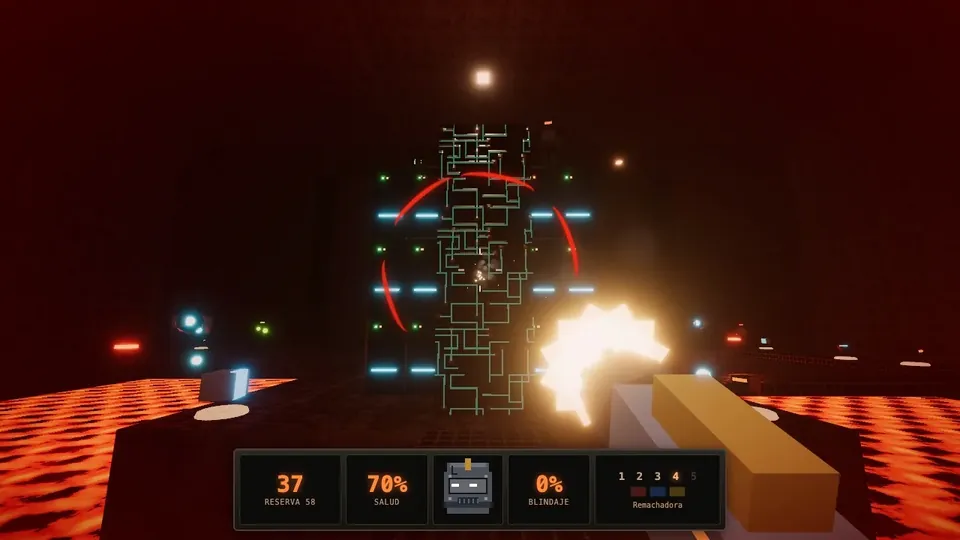 37
RESERVA 58
70%
SALUD
0%
BLINDAJE
1 2 3 4 5
Remachadora